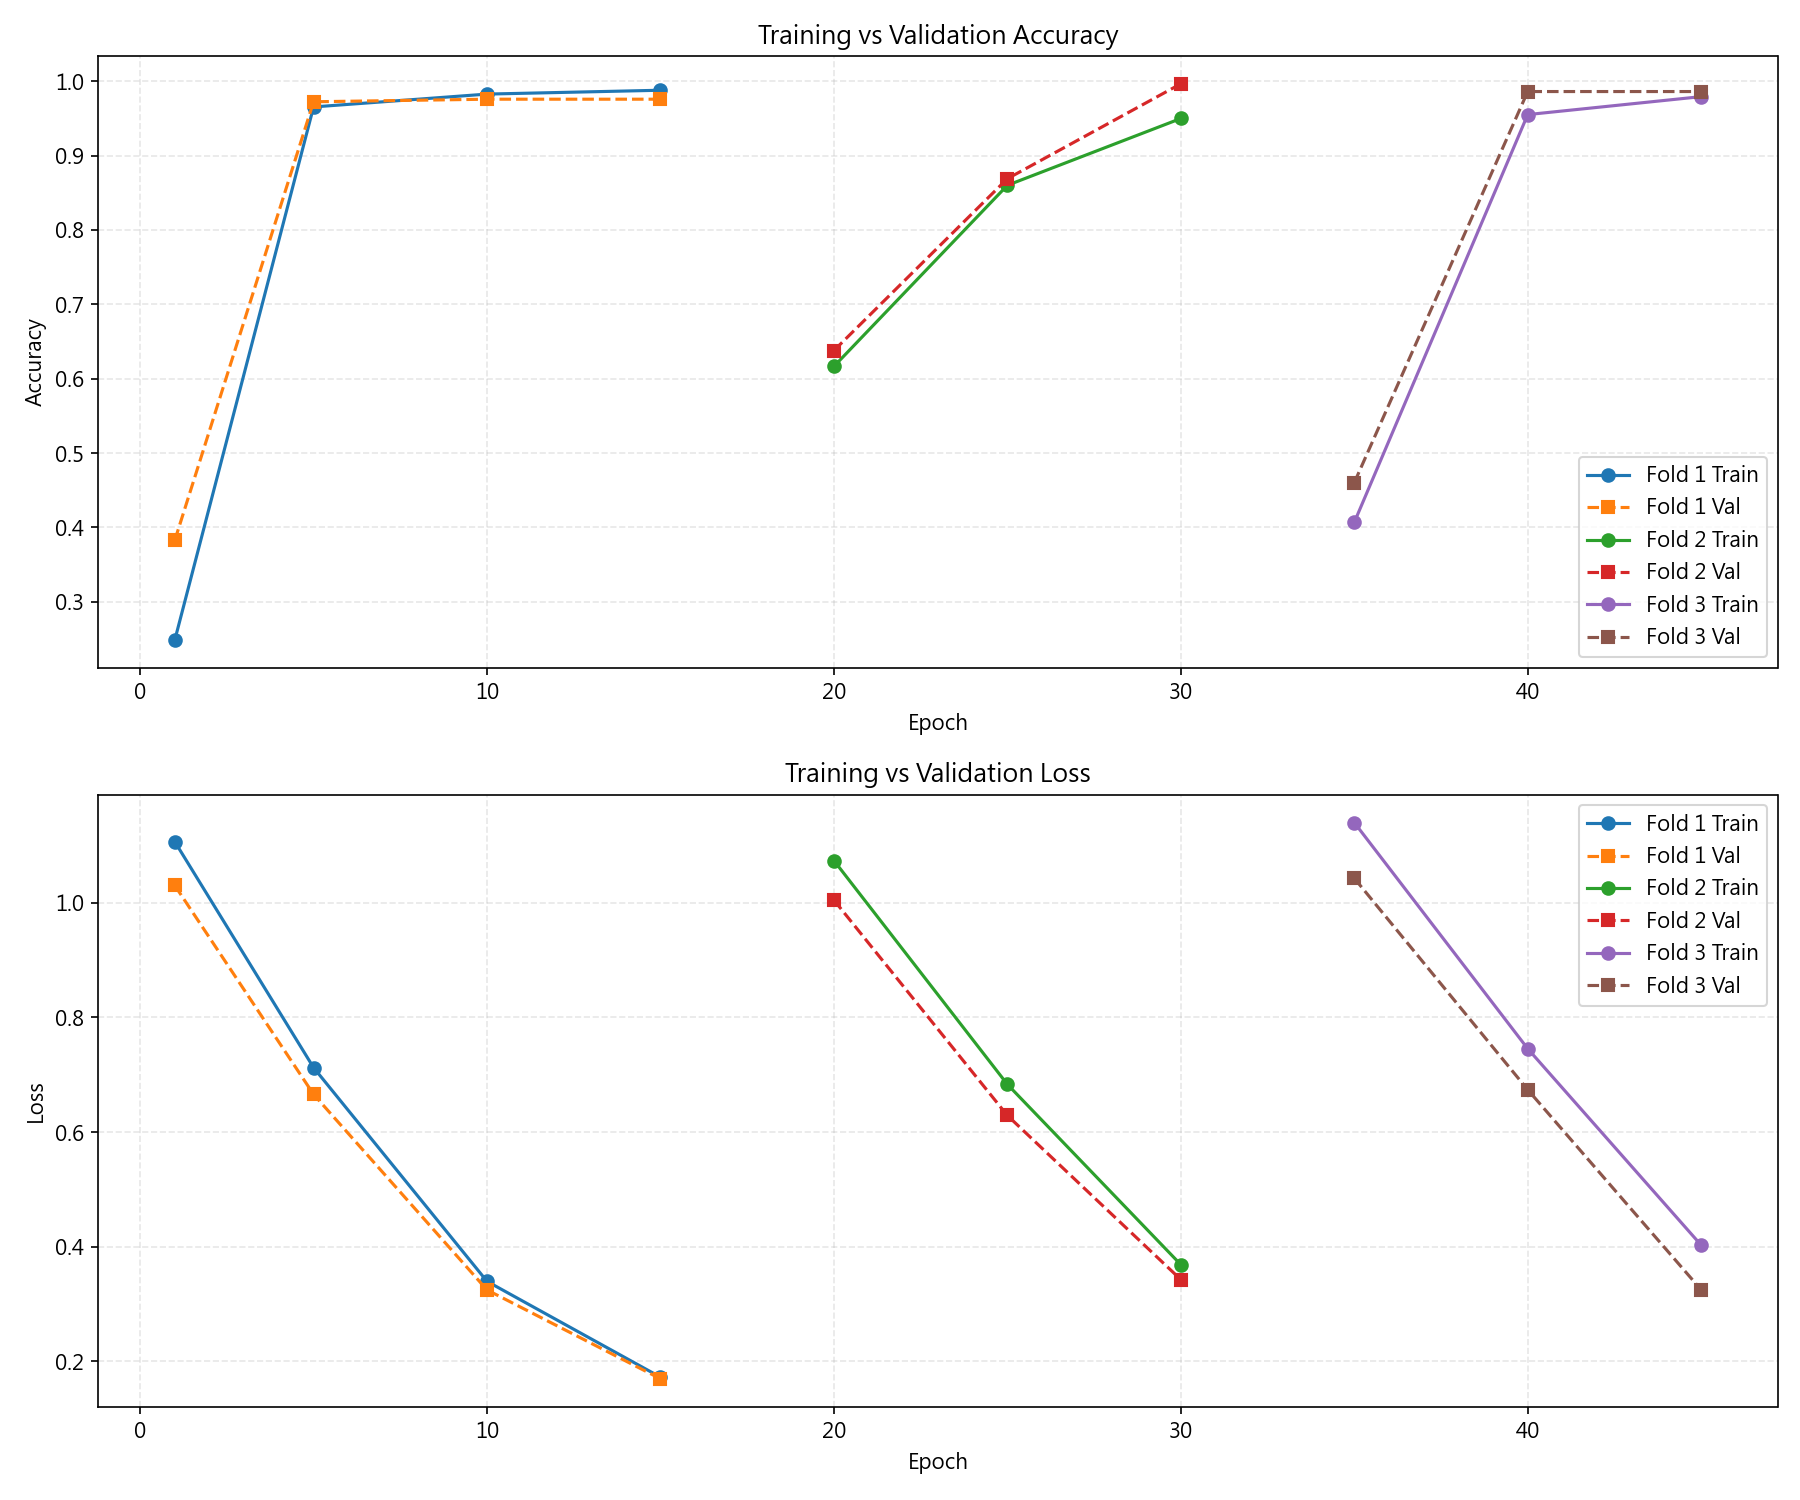 Training vs Validation Accuracy
Accuracy
1.0
0.9
0.8
0.7
0.6
0.5
0.4
0.3
Fold 1 Train
Fold 1 Val
Fold 2 Train
Fold 2 Val
Fold 3 Train
Fold 3 Val
0 10 20 30 40
Epoch
Training vs Validation Loss
Loss
1.0
0.8
0.6
0.4
0.2
Fold 1 Train
Fold 1 Val
Fold 2 Train
Fold 2 Val
Fold 3 Train
Fold 3 Val
0 10 20 30 40
Epoch